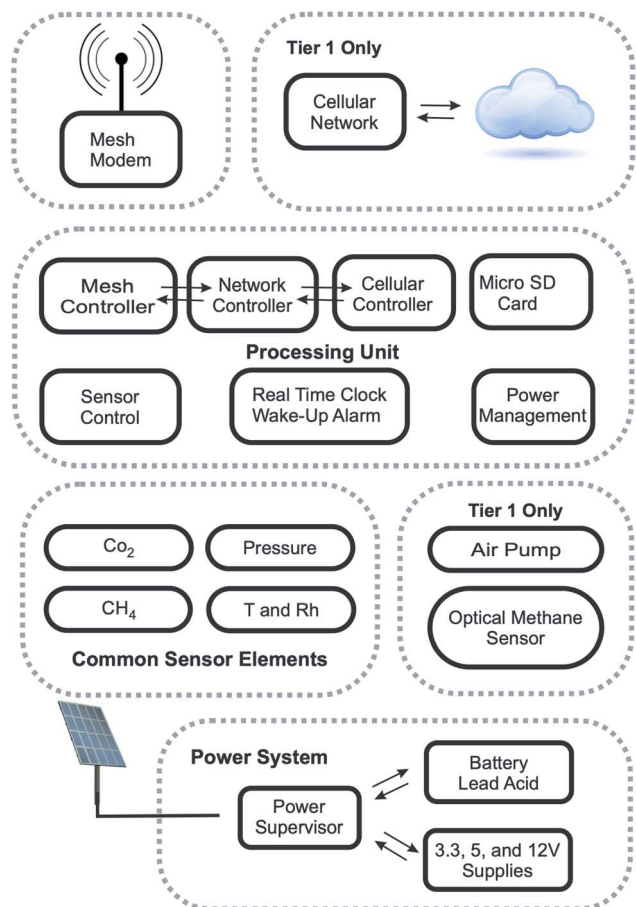 Mesh
Modem
Tier 1 Only
Cellular
Network
Mesh
Controller
Network
Controller
Cellular
Controller
Micro SD
Card
Processing Unit
Sensor
Control
Real Time Clock
Wake-Up Alarm
Power
Management
Co₂
Pressure
CH₄
T and Rh
Common Sensor Elements
Tier 1 Only
Air Pump
Optical Methane
Sensor
Power System
Power
Supervisor
Battery
Lead Acid
3.3, 5, and 12V
Supplies